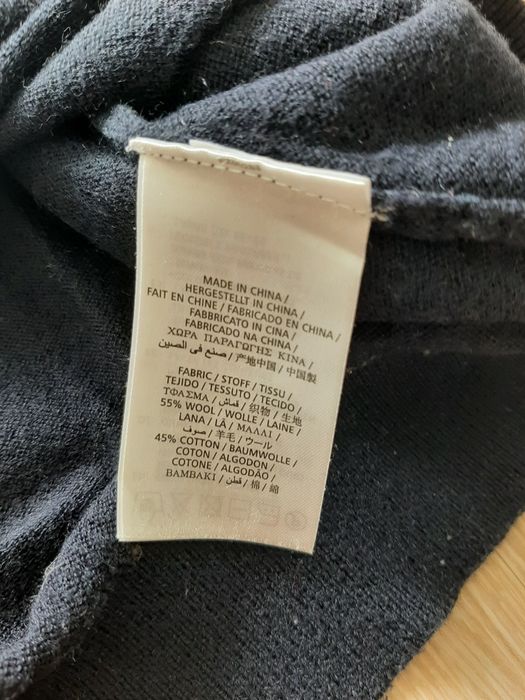 MADE IN CHINA /
HERGESTELLT IN CHINA /
FAIT EN CHINE / FABRICADO EN CHINA /
FABBRICATO IN CINA /
FABRICADO NA CHINA /
ΧΩΡΑ ΠΑΡΑΓΩΓΗΣ ΚΙΝΑ /
صنع في الصين / 产地中国 / 中国製
FABRIC / STOFF / TISSU /
TEJIDO / TESSUTO / TECIDO /
ΥΦΑΣΜΑ / قماش / 织物 / 生地
55% WOOL / WOLLE / LAINE /
LANA / LÃ / ΜΑΛΛΙ /
صوف / 羊毛 / ウール
45% COTTON / BAUMWOLLE /
COTON / ALGODON /
COTONE / ALGODÃO /
ΒΑΜΒΑΚΙ / قطن / 棉 / 綿